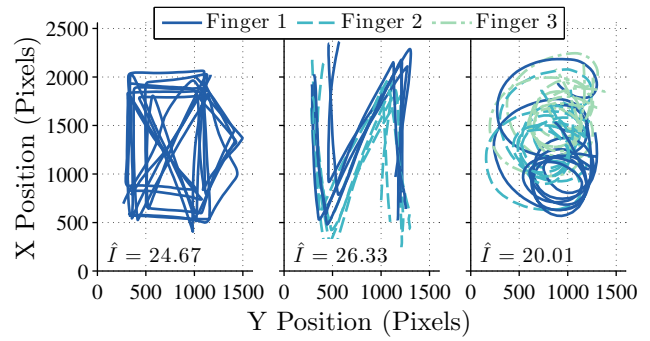 Finger 1 Finger 2 Finger 3
X Position (Pixels)
2500
2000
1500
1000
500
0
Î = 24.67 Î = 26.33 Î = 20.01
0 500 1000 1500 0 500 1000 1500 0 500 1000 1500
Y Position (Pixels)